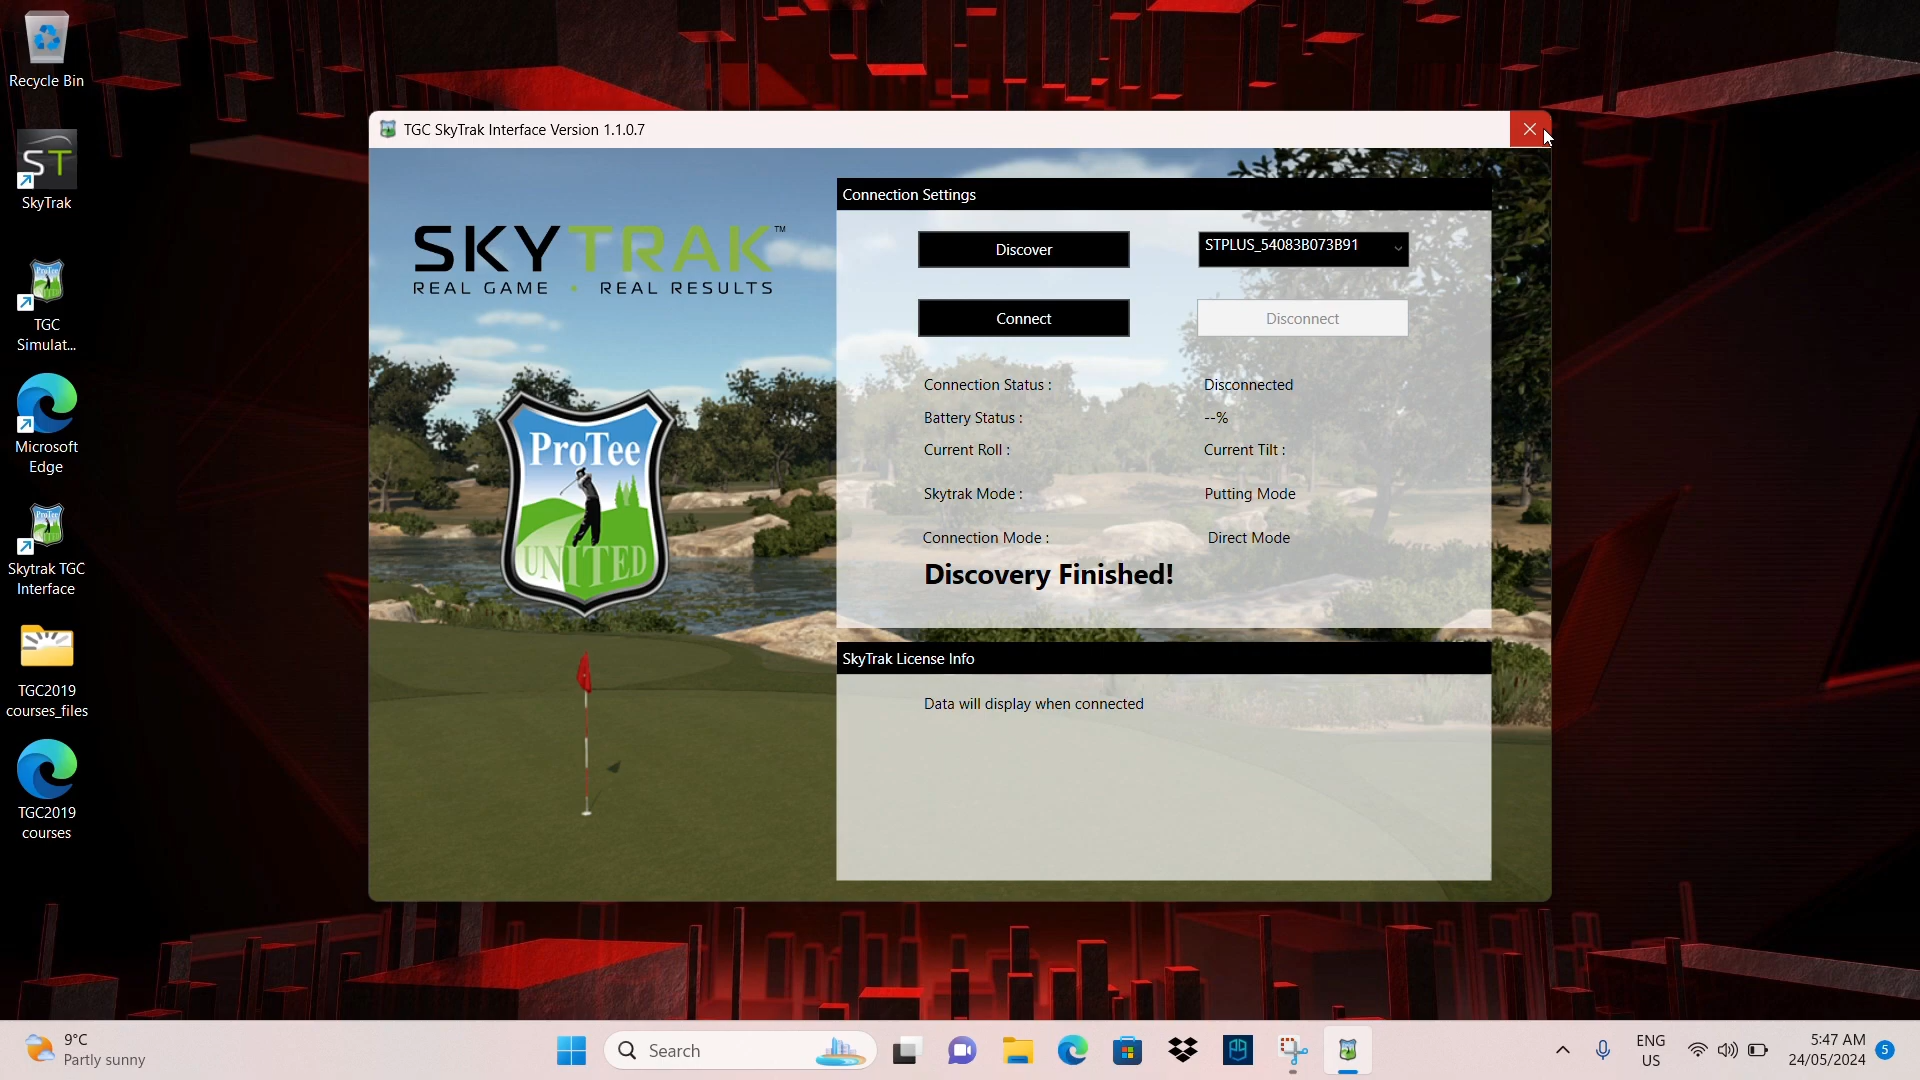 Recycle Bin
ST
SkyTrak
ProTee
TGC
Simulat...
Microsoft
Edge
ProTee
Skytrak TGC
Interface
TGC2019
courses_files
TGC2019
courses
TGC SkyTrak Interface Version 1.1.0.7
SKYTRAK™
REAL GAME • REAL RESULTS
ProTee
UNITED
Connection Settings
Discover
STPLUS_54083B073B91
Connect
Disconnect
Connection Status : Disconnected
Battery Status : --%
Current Roll : Current Tilt :
Skytrak Mode : Putting Mode
Connection Mode : Direct Mode
Discovery Finished!
SkyTrak License Info
Data will display when connected
9°C
Partly sunny
Search
ENG
US
5:47 AM
24/05/2024
5